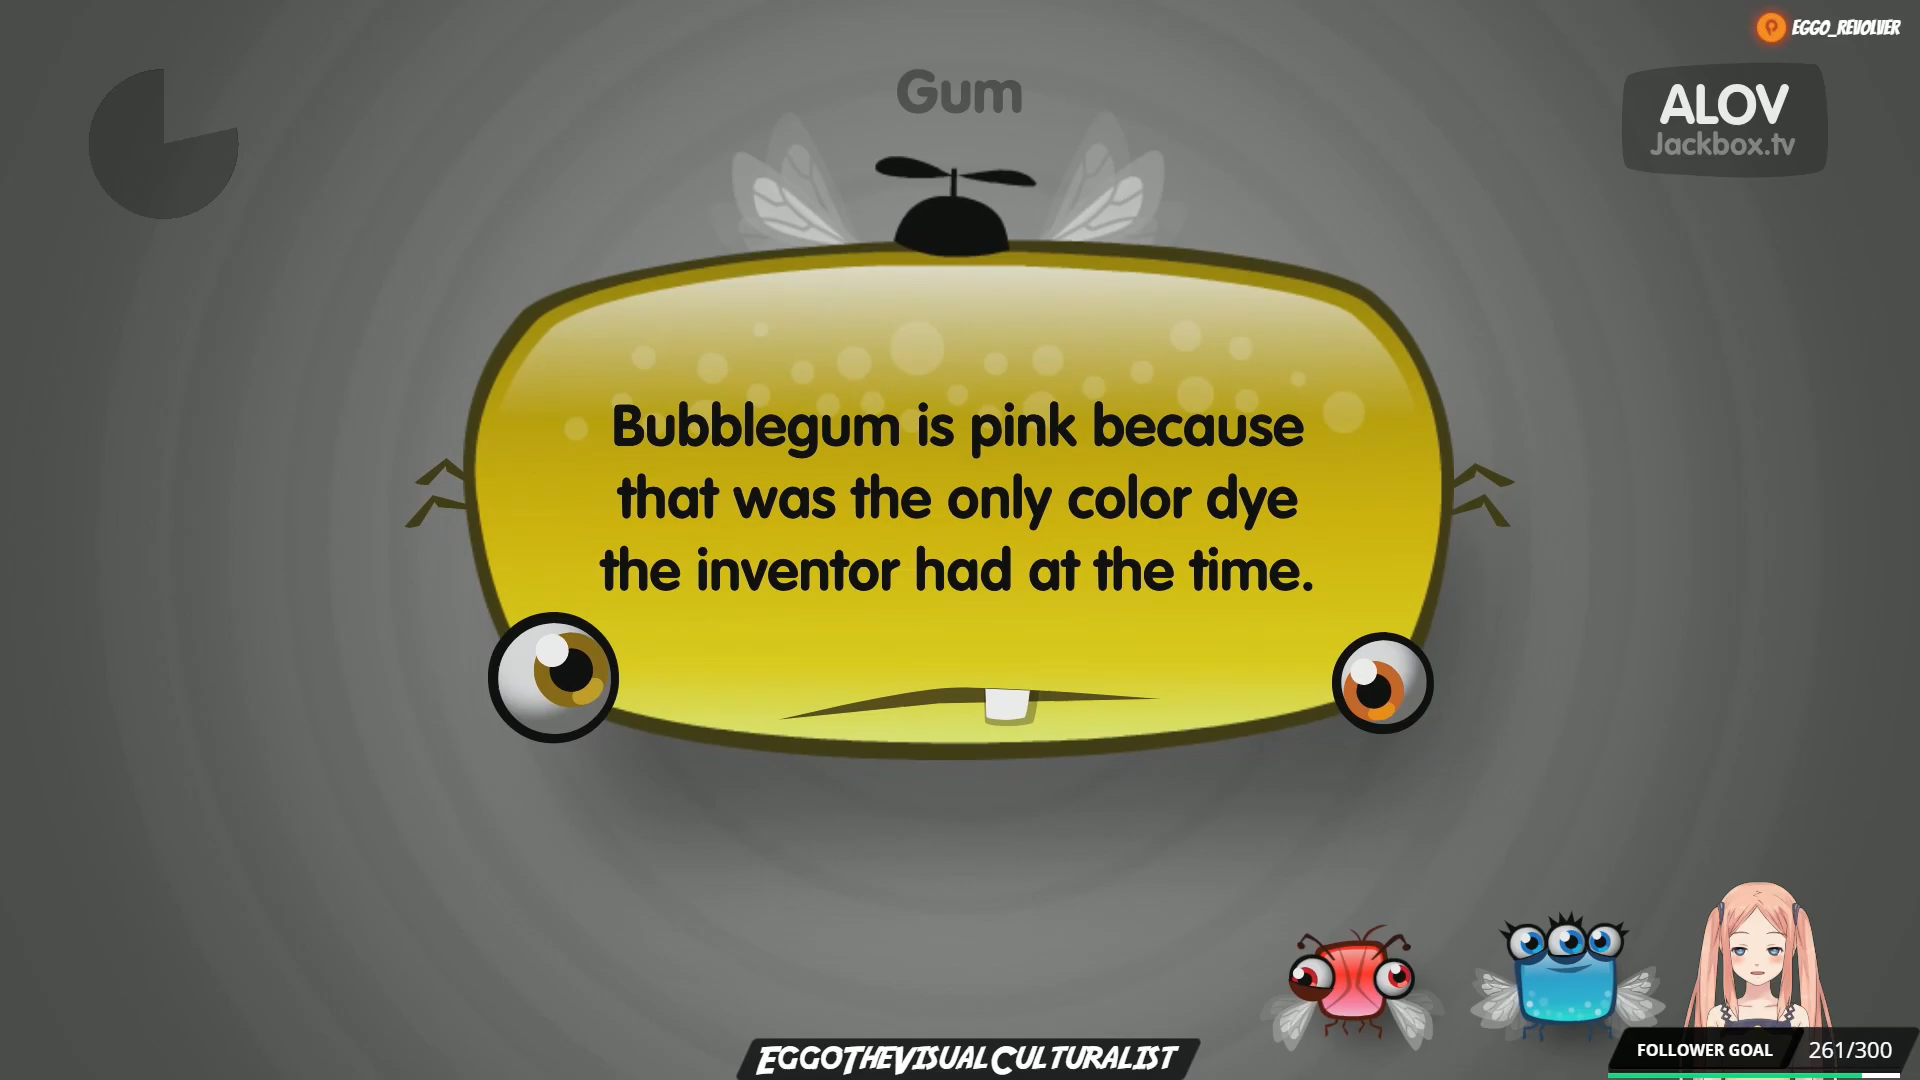 EGGO_REVOLVER
Gum
ALOV
Jackbox.tv
Bubblegum is pink because
that was the only color dye
the inventor had at the time.
EGGOTHEVISUALCULTURALIST
FOLLOWER GOAL 261/300